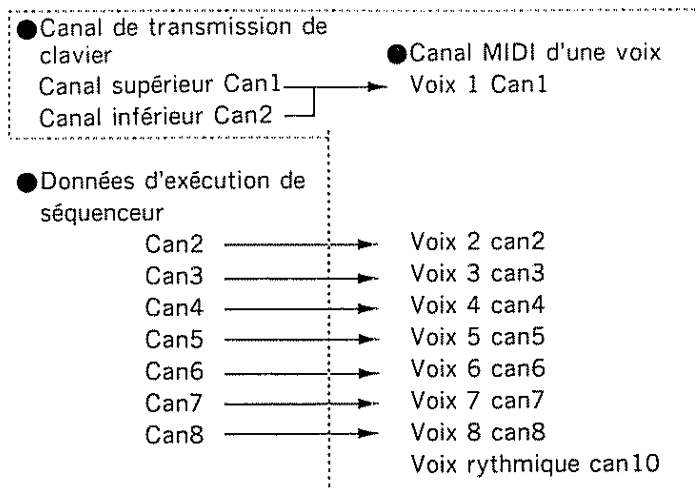 ●Canal de transmission de
clavier
Canal supérieur Can1
Canal inférieur Can2
●Canal MIDI d'une voix
Voix 1 Can1
●Données d'exécution de
séquenceur
Can2
Can3
Can4
Can5
Can6
Can7
Can8
Voix 2 can2
Voix 3 can3
Voix 4 can4
Voix 5 can5
Voix 6 can6
Voix 7 can7
Voix 8 can8
Voix rythmique can10